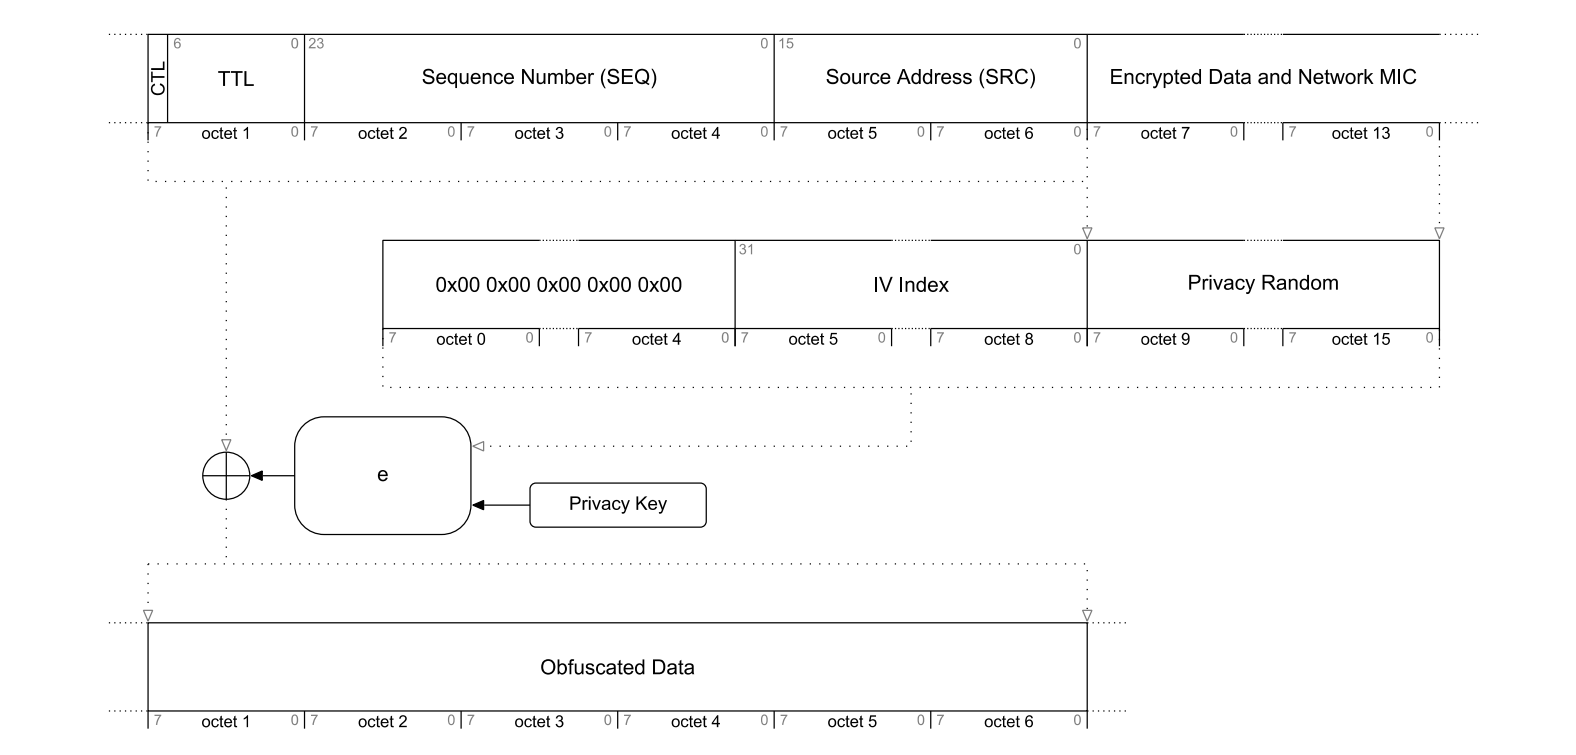 6 0 23 0 15 0
CTL TTL Sequence Number (SEQ) Source Address (SRC) Encrypted Data and Network MIC
7 octet 1 0 7 octet 2 0 7 octet 3 0 7 octet 4 0 7 octet 5 0 7 octet 6 0 7 octet 7 0 7 octet 13 0
31 0
0x00 0x00 0x00 0x00 0x00 IV Index Privacy Random
7 octet 0 0 7 octet 4 0 7 octet 5 0 7 octet 8 0 7 octet 9 0 7 octet 15 0
e
Privacy Key
Obfuscated Data
7 octet 1 0 7 octet 2 0 7 octet 3 0 7 octet 4 0 7 octet 5 0 7 octet 6 0